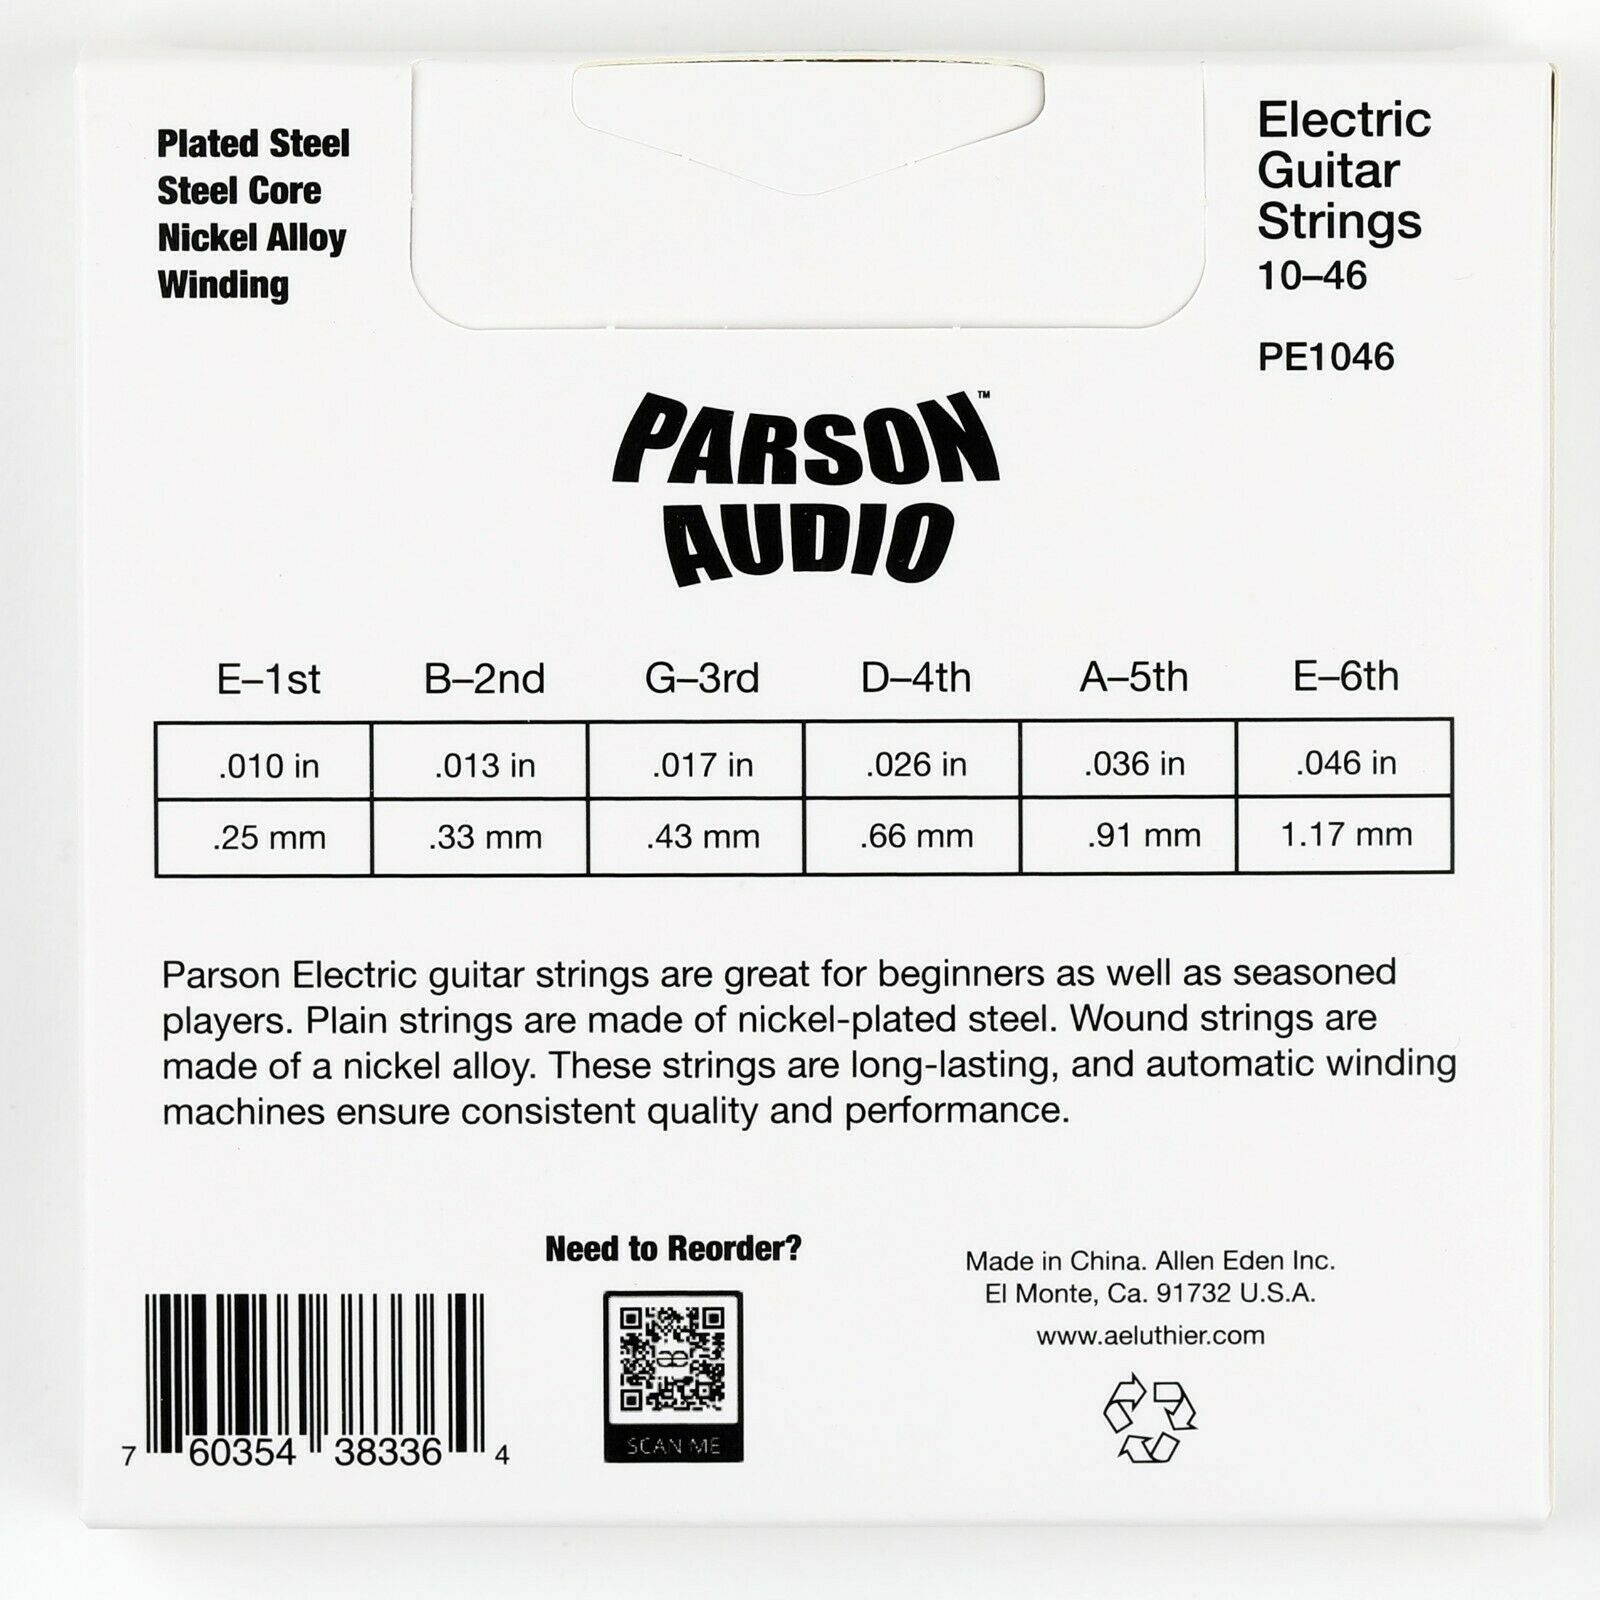 Plated Steel
Steel Core
Nickel Alloy
Winding
Electric
Guitar
Strings
10–46
PE1046
PARSON™
AUDIO
E–1st B–2nd G–3rd D–4th A–5th E–6th
.010 in .013 in .017 in .026 in .036 in .046 in
.25 mm .33 mm .43 mm .66 mm .91 mm 1.17 mm
Parson Electric guitar strings are great for beginners as well as seasoned
players. Plain strings are made of nickel-plated steel. Wound strings are
made of a nickel alloy. These strings are long-lasting, and automatic winding
machines ensure consistent quality and performance.
Need to Reorder?
ae
SCAN ME
Made in China. Allen Eden Inc.
El Monte, Ca. 91732 U.S.A.
www.aeluthier.com
7 60354 38336 4